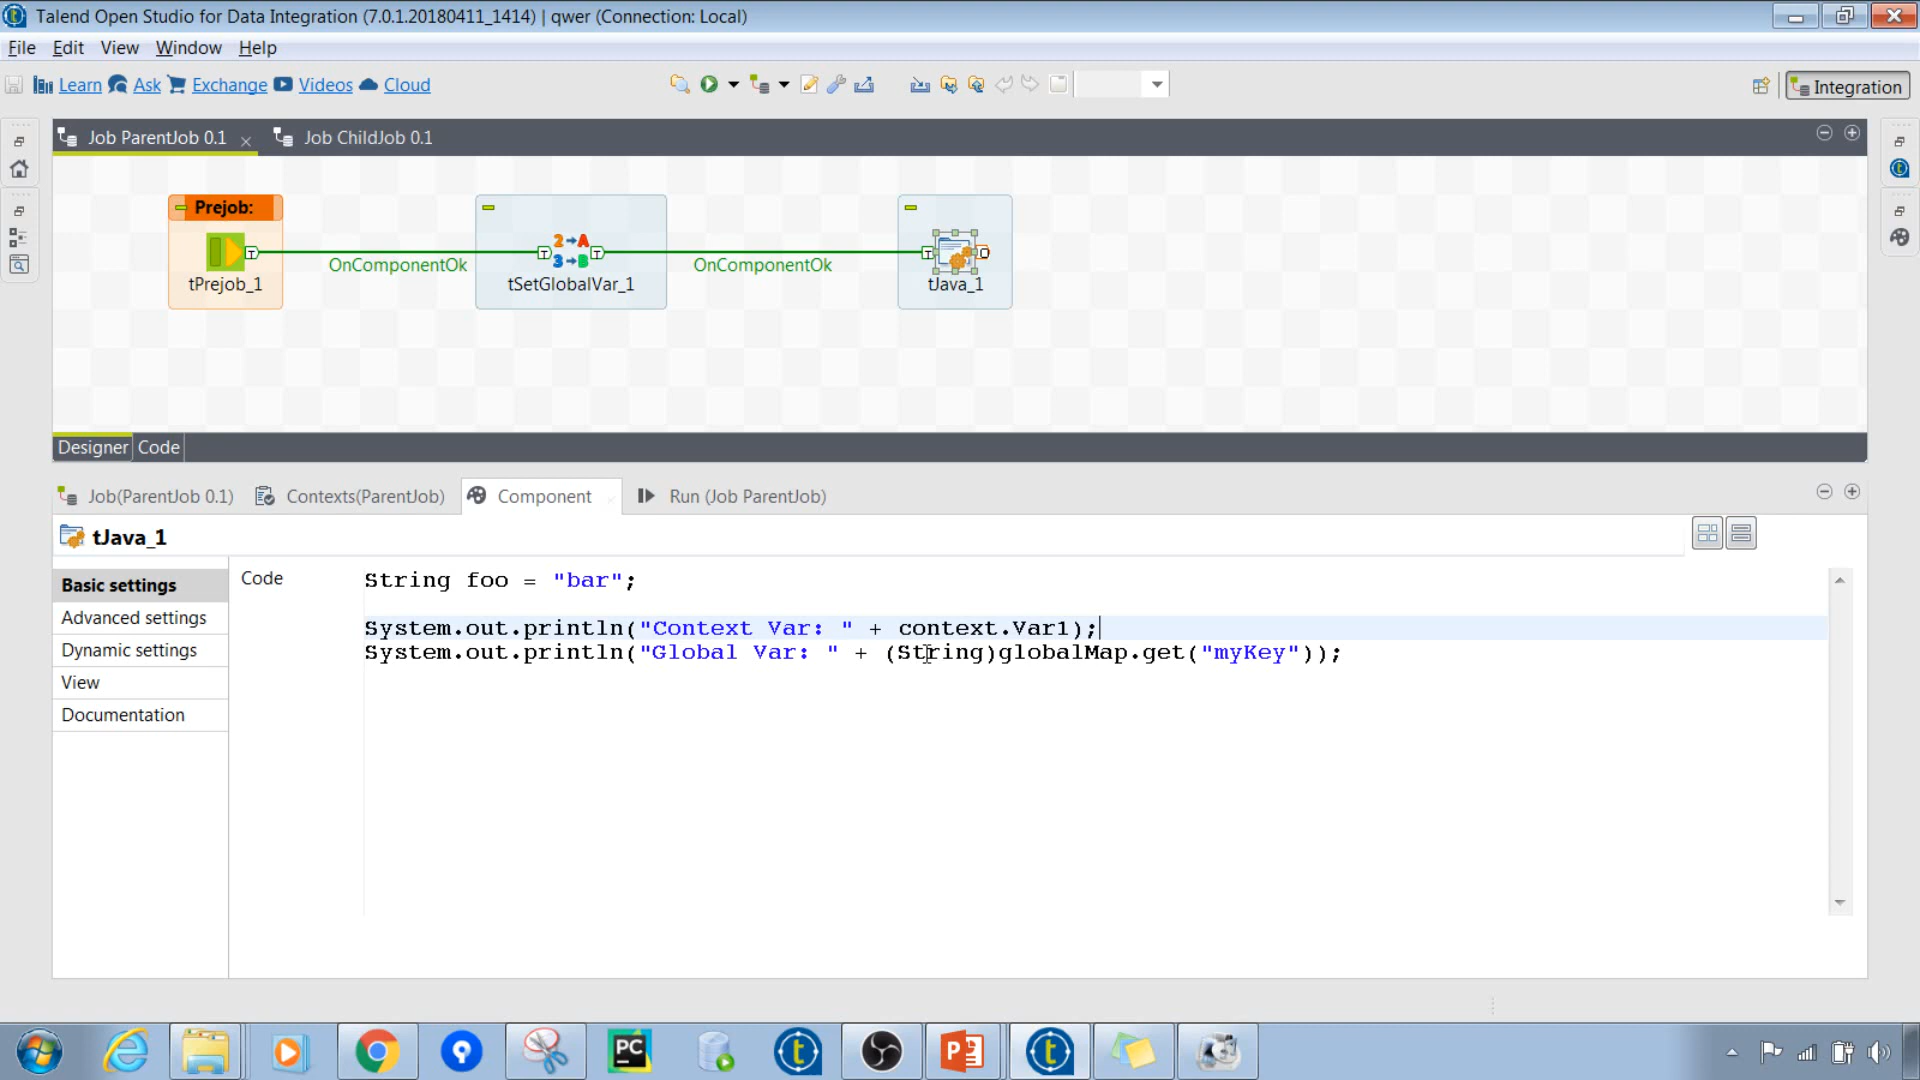 Talend Open Studio for Data Integration (7.0.1.20180411_1414) | qwer (Connection: Local)
File Edit View Window Help
Learn Ask Exchange Videos Cloud
Integration
Job ParentJob 0.1
Job ChildJob 0.1
Prejob:
2→A
3→B
OnComponentOk
OnComponentOk
tPrejob_1
tSetGlobalVar_1
tJava_1
Designer Code
Job(ParentJob 0.1)
Contexts(ParentJob)
Component
Run (Job ParentJob)
tJava_1
Basic settings
Advanced settings
Dynamic settings
View
Documentation
Code
String foo = "bar";
System.out.println("Context Var: " + context.Var1);
System.out.println("Global Var: " + (String)globalMap.get("myKey"));
PC